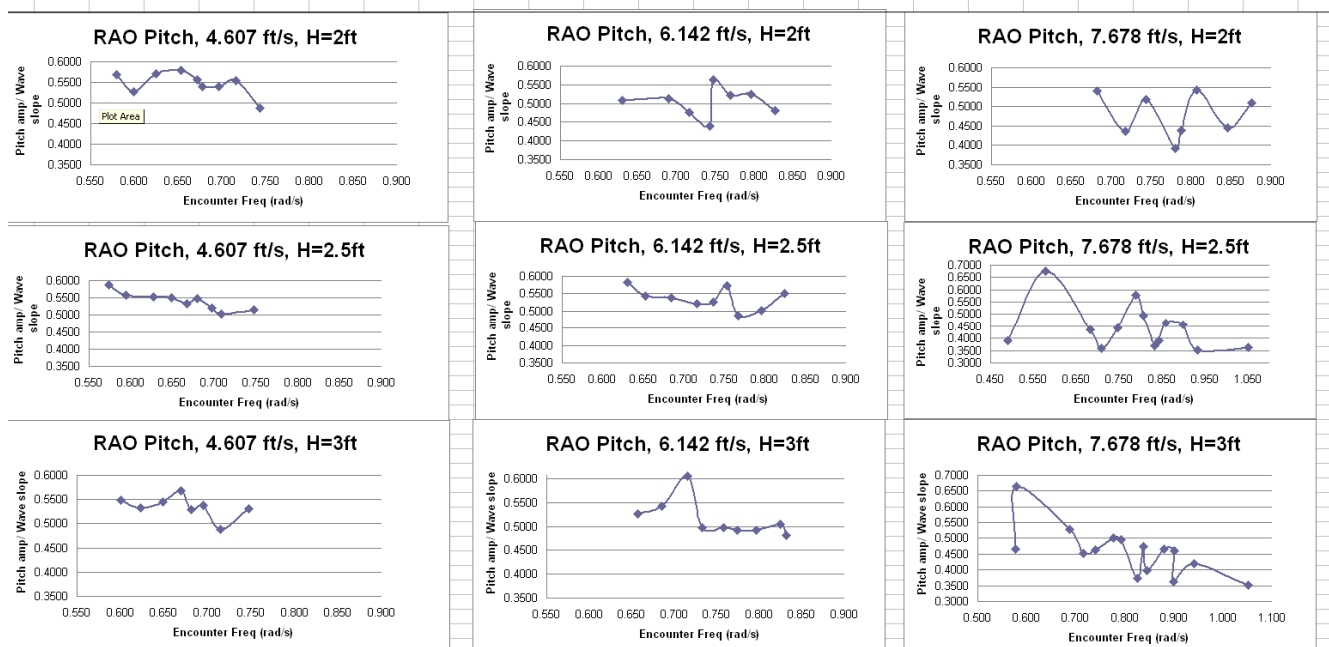 RAO Pitch, 4.607 ft/s, H=2ft
Pitch amp/ Wave
slope
0.6000
0.5500
0.5000
0.4500
0.4000
0.3500
Plot Area
0.550 0.600 0.650 0.700 0.750 0.800 0.850 0.900
Encounter Freq (rad/s)
RAO Pitch, 6.142 ft/s, H=2ft
Pitch amp/ Wave
slope
0.6000
0.5500
0.5000
0.4500
0.4000
0.3500
0.550 0.600 0.650 0.700 0.750 0.800 0.850 0.900
Encounter Freq (rad/s)
RAO Pitch, 7.678 ft/s, H=2ft
Pitch amp/ Wave
slope
0.6000
0.5500
0.5000
0.4500
0.4000
0.3500
0.550 0.600 0.650 0.700 0.750 0.800 0.850 0.900
Encounter Freq (rad/s)
RAO Pitch, 4.607 ft/s, H=2.5ft
Pitch amp/ Wave
slope
0.6000
0.5500
0.5000
0.4500
0.4000
0.3500
0.550 0.600 0.650 0.700 0.750 0.800 0.850 0.900
Encounter Freq (rad/s)
RAO Pitch, 6.142 ft/s, H=2.5ft
Pitch amp/ Wave
slope
0.6000
0.5500
0.5000
0.4500
0.4000
0.3500
0.550 0.600 0.650 0.700 0.750 0.800 0.850 0.900
Encounter Freq (rad/s)
RAO Pitch, 7.678 ft/s, H=2.5ft
Pitch amp/ Wave
slope
0.7000
0.6500
0.6000
0.5500
0.5000
0.4500
0.4000
0.3500
0.3000
0.450 0.550 0.650 0.750 0.850 0.950 1.050
Encounter Freq (rad/s)
RAO Pitch, 4.607 ft/s, H=3ft
Pitch amp/ Wave slope
0.6000
0.5500
0.5000
0.4500
0.4000
0.3500
0.550 0.600 0.650 0.700 0.750 0.800 0.850 0.900
Encounter Freq (rad/s)
RAO Pitch, 6.142 ft/s, H=3ft
Pitch amp/ Wave slope
0.6000
0.5500
0.5000
0.4500
0.4000
0.3500
0.550 0.600 0.650 0.700 0.750 0.800 0.850 0.900
Encounter Freq (rad/s)
RAO Pitch, 7.678 ft/s, H=3ft
Pitch amp/ Wave slope
0.7000
0.6500
0.6000
0.5500
0.5000
0.4500
0.4000
0.3500
0.3000
0.500 0.600 0.700 0.800 0.900 1.000 1.100
Encounter Freq (rad/s)